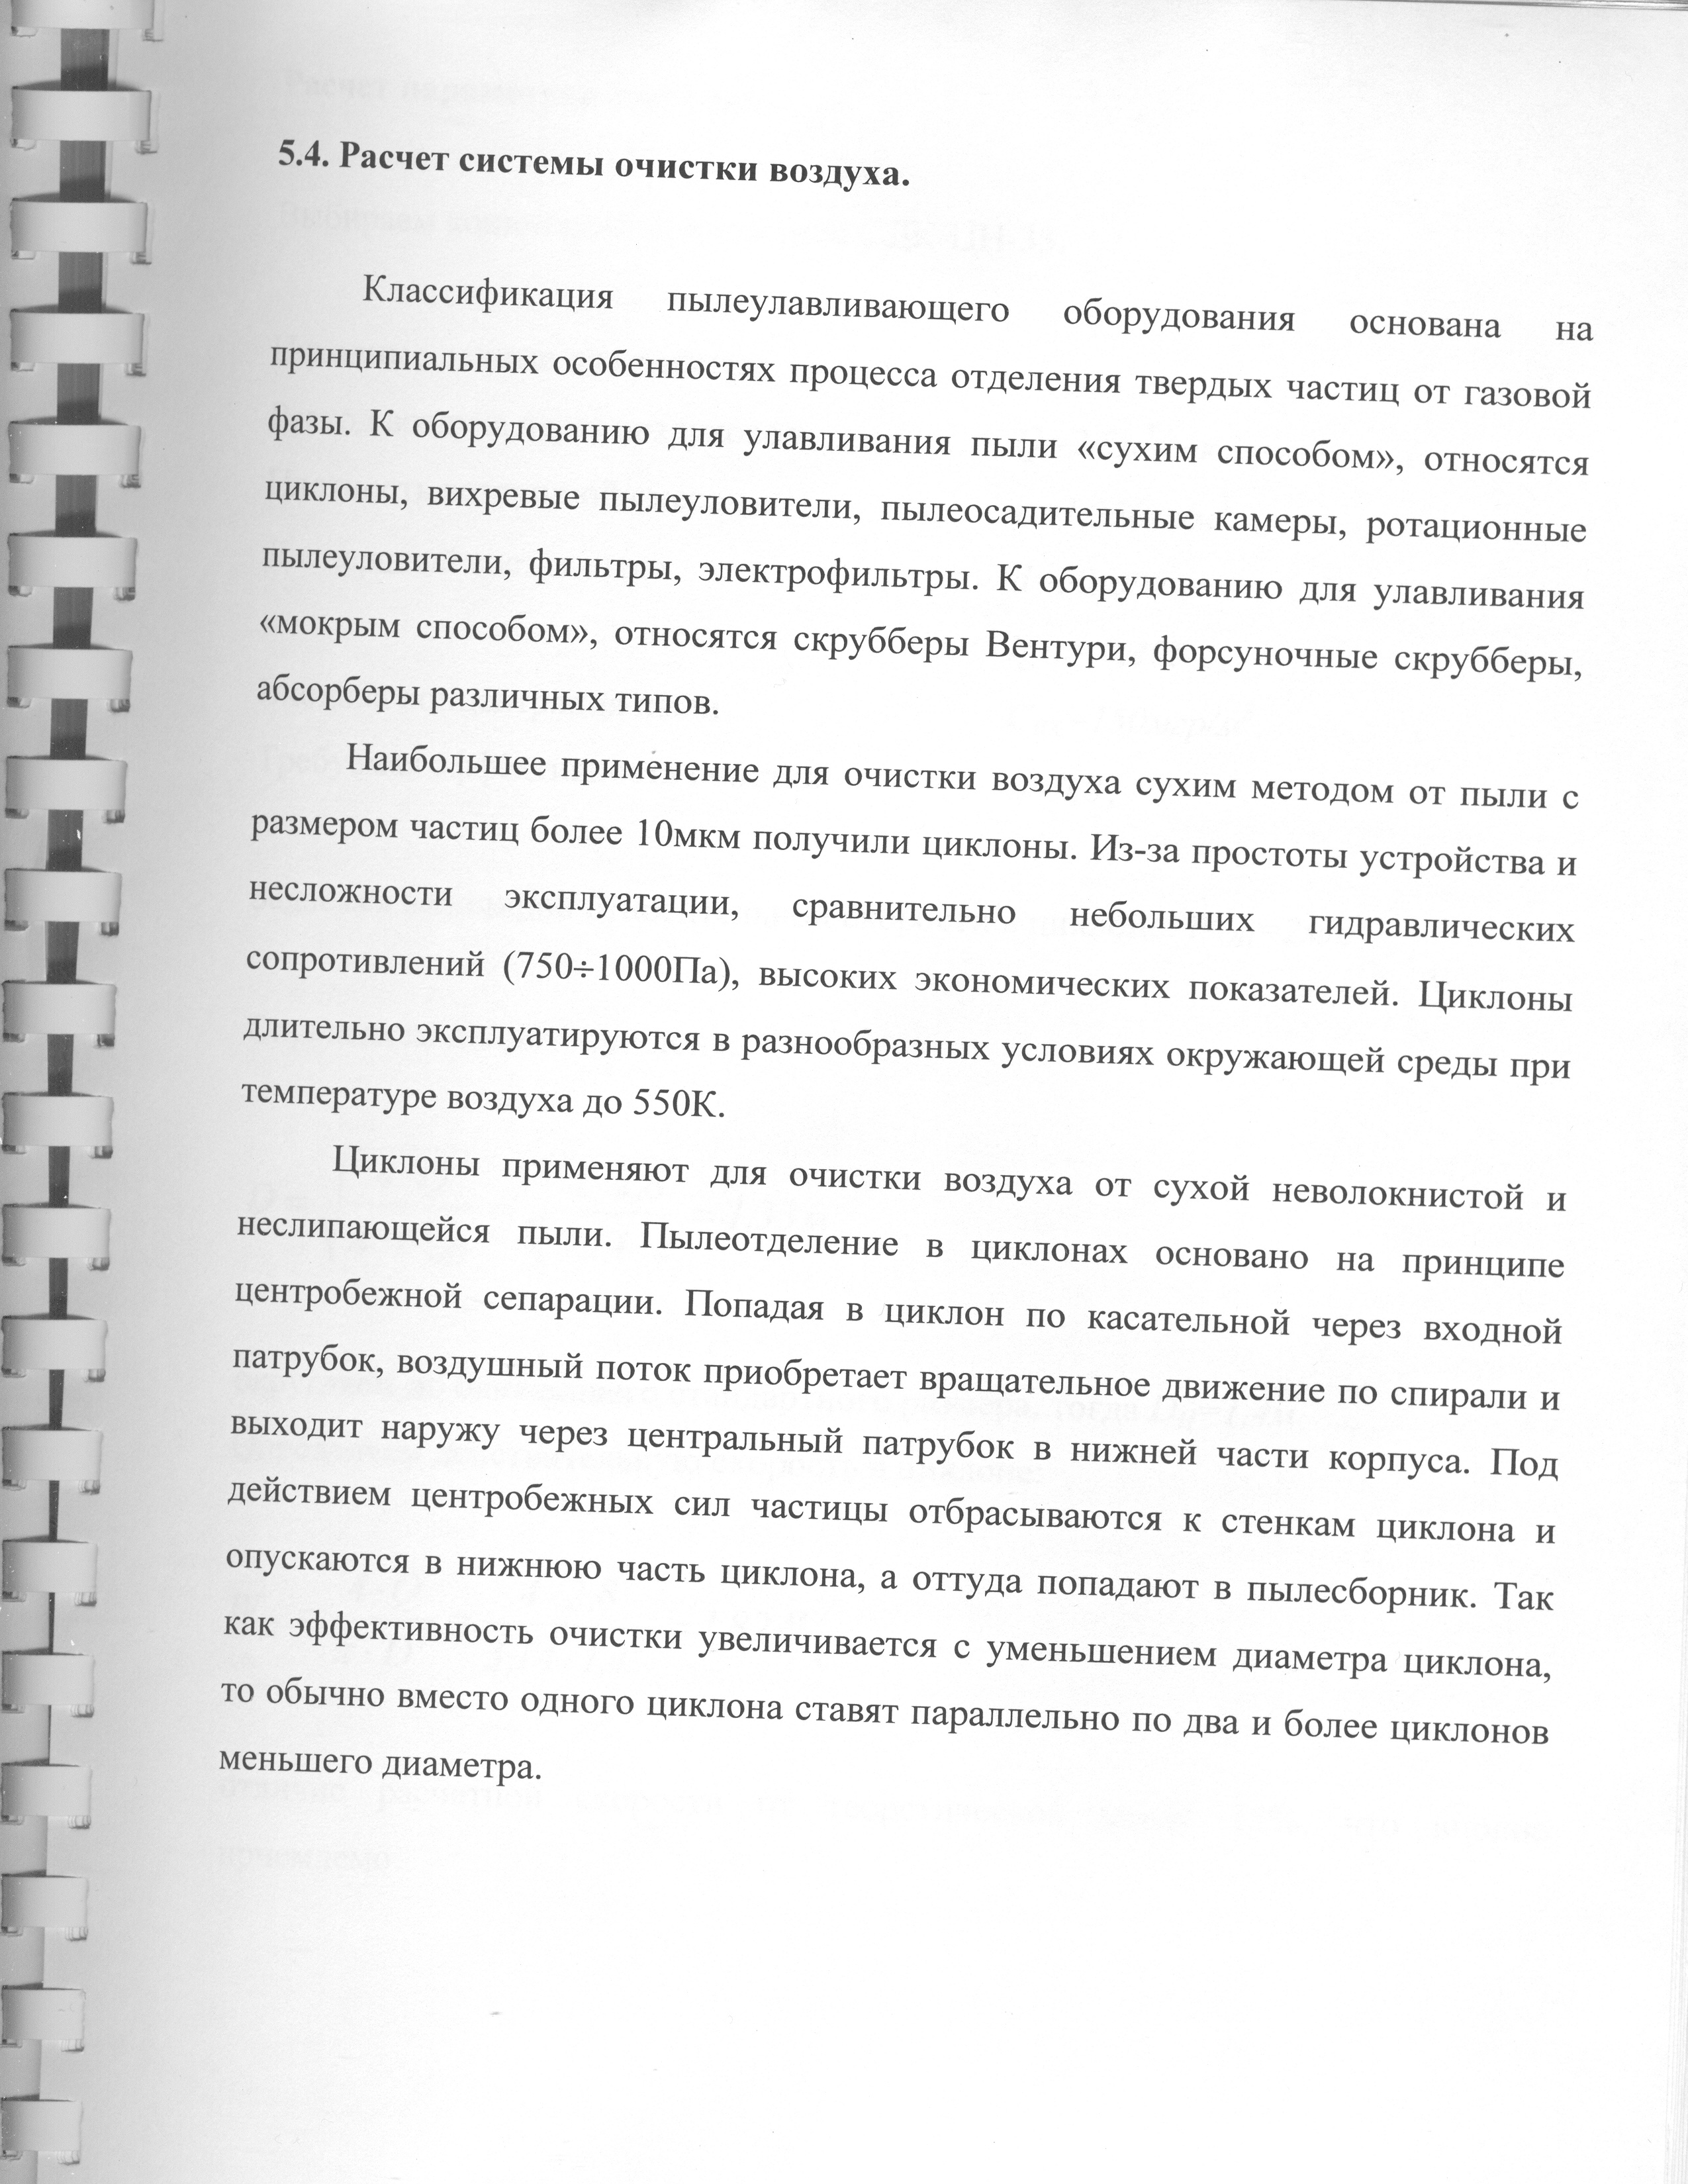 5.4. Расчет системы очистки воздуха.
Классификация пылеулавливающего оборудования основана на
принципиальных особенностях процесса отделения твердых частиц от газовой
фазы. К оборудованию для улавливания пыли «сухим способом», относятся
циклоны, вихревые пылеуловители, пылеосадительные камеры, ротационные
пылеуловители, фильтры, электрофильтры. К оборудованию для улавливания
«мокрым способом», относятся скрубберы Вентури, форсуночные скрубберы,
абсорберы различных типов.
Наибольшее применение для очистки воздуха сухим методом от пыли с
размером частиц более 10мкм получили циклоны. Из-за простоты устройства и
несложности эксплуатации, сравнительно небольших гидравлических
сопротивлений (750÷1000Па), высоких экономических показателей. Циклоны
длительно эксплуатируются в разнообразных условиях окружающей среды при
температуре воздуха до 550К.
Циклоны применяют для очистки воздуха от сухой неволокнистой и
неслипающейся пыли. Пылеотделение в циклонах основано на принципе
центробежной сепарации. Попадая в циклон по касательной через входной
патрубок, воздушный поток приобретает вращательное движение по спирали и
выходит наружу через центральный патрубок в нижней части корпуса. Под
действием центробежных сил частицы отбрасываются к стенкам циклона и
опускаются в нижнюю часть циклона, а оттуда попадают в пылесборник. Так
как эффективность очистки увеличивается с уменьшением диаметра циклона,
то обычно вместо одного циклона ставят параллельно по два и более циклонов
меньшего диаметра.